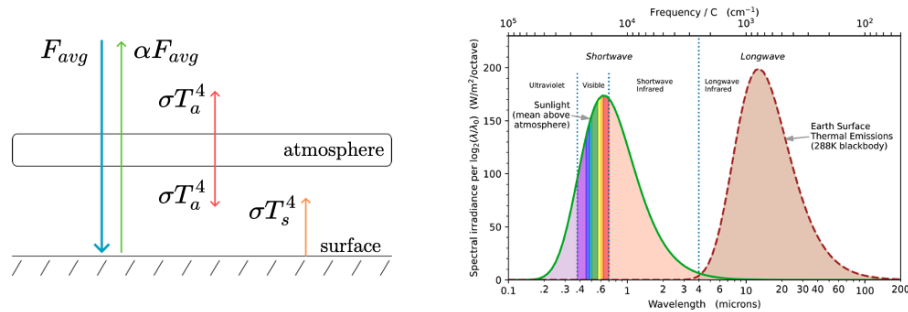 F_avg
αF_avg
σT_a^4
atmosphere
σT_a^4
σT_s^4
surface
Frequency / C (cm⁻¹)
10⁵ 10⁴ 10³ 10²
Shortwave Longwave
Ultraviolet Visible Shortwave Longwave
Infrared Infrared
Sunlight
(mean above
atmosphere)
Earth Surface
Thermal Emissions
(288K blackbody)
Spectral irradiance per log₂(λ/λ₀) (W/m²/octave)
200
150
100
50
0
0.1 .2 .3 .4 .6 1 2 3 4 6 10 20 30 40 60 100 200
Wavelength (microns)